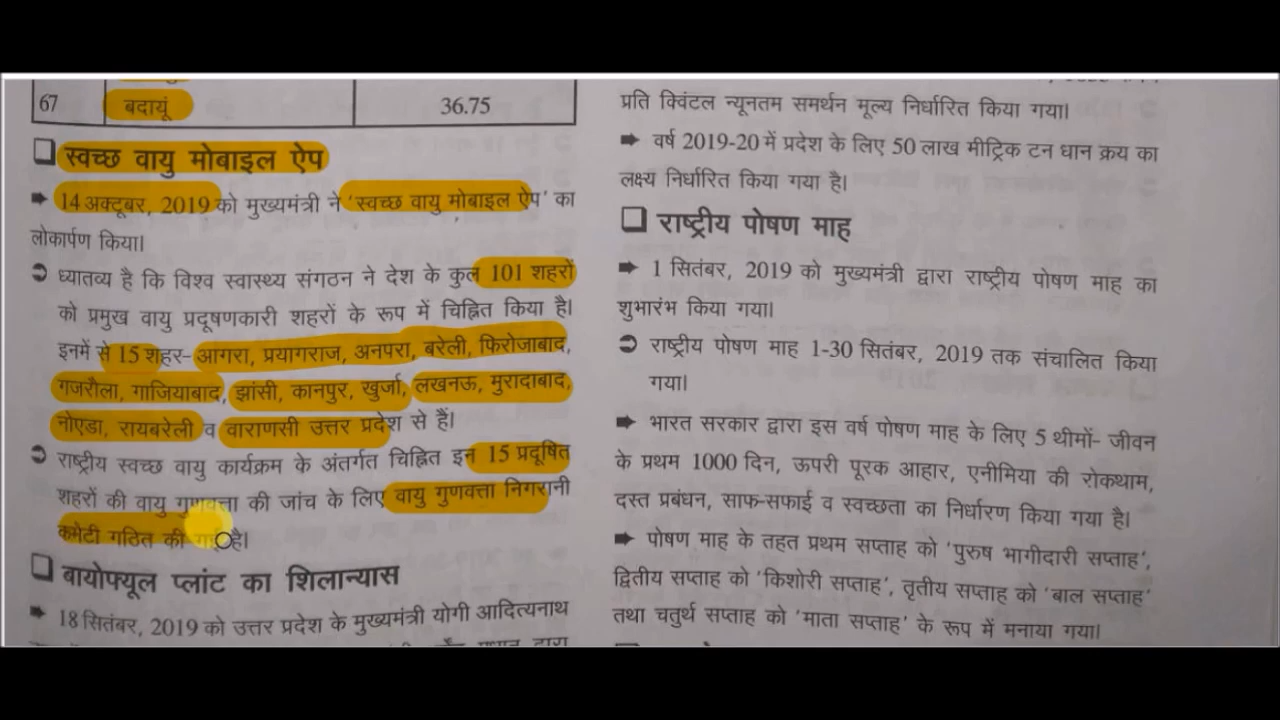 67 बदायूं 36.75
❑ स्वच्छ वायु मोबाइल ऐप
➡ 14 अक्टूबर, 2019 को मुख्यमंत्री ने 'स्वच्छ वायु मोबाइल ऐप' का
लोकार्पण किया।
➲ ध्यातव्य है कि विश्व स्वास्थ्य संगठन ने देश के कुल 101 शहरों
को प्रमुख वायु प्रदूषणकारी शहरों के रूप में चिह्नित किया है।
इनमें से 15 शहर– आगरा, प्रयागराज, अनपरा, बरेली, फिरोजाबाद,
गजरौला, गाजियाबाद, झांसी, कानपुर, खुर्जा, लखनऊ, मुरादाबाद,
नोएडा, रायबरेली व वाराणसी उत्तर प्रदेश से हैं।
➲ राष्ट्रीय स्वच्छ वायु कार्यक्रम के अंतर्गत चिह्नित इन 15 प्रदूषित
शहरों की वायु गुणवत्ता की जांच के लिए वायु गुणवत्ता निगरानी
कमेटी गठित की गई है।
❑ बायोफ्यूल प्लांट का शिलान्यास
➡ 18 सितंबर, 2019 को उत्तर प्रदेश के मुख्यमंत्री योगी आदित्यनाथ
प्रति क्विंटल न्यूनतम समर्थन मूल्य निर्धारित किया गया।
➡ वर्ष 2019-20 में प्रदेश के लिए 50 लाख मीट्रिक टन धान क्रय का
लक्ष्य निर्धारित किया गया है।
❑ राष्ट्रीय पोषण माह
➡ 1 सितंबर, 2019 को मुख्यमंत्री द्वारा राष्ट्रीय पोषण माह का
शुभारंभ किया गया।
➲ राष्ट्रीय पोषण माह 1-30 सितंबर, 2019 तक संचालित किया
गया।
➡ भारत सरकार द्वारा इस वर्ष पोषण माह के लिए 5 थीमों– जीवन
के प्रथम 1000 दिन, ऊपरी पूरक आहार, एनीमिया की रोकथाम,
दस्त प्रबंधन, साफ-सफाई व स्वच्छता का निर्धारण किया गया है।
➡ पोषण माह के तहत प्रथम सप्ताह को 'पुरुष भागीदारी सप्ताह',
द्वितीय सप्ताह को 'किशोरी सप्ताह', तृतीय सप्ताह को 'बाल सप्ताह'
तथा चतुर्थ सप्ताह को 'माता सप्ताह' के रूप में मनाया गया।